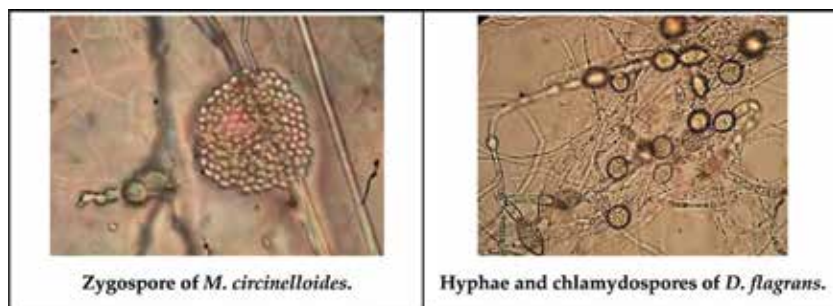 Zygospore of M. circinelloides.
Hyphae and chlamydospores of D. flagrans.